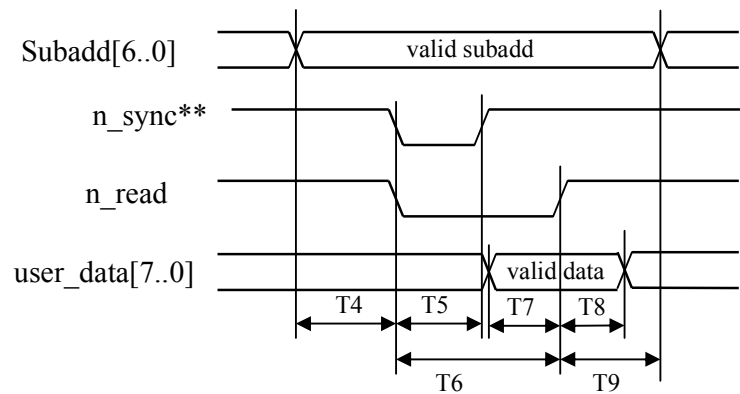 Subadd[6..0]
valid subadd
n_sync**
n_read
user_data[7..0]
valid data
T4
T5
T7
T8
T6
T9